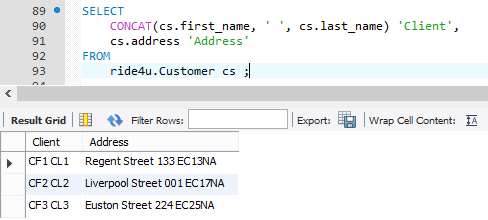 89 SELECT
90 CONCAT(cs.first_name, ' ', cs.last_name) 'Client',
91 cs.address 'Address'
92 FROM
93 ride4u.Customer cs ;
Result Grid Filter Rows: Export: Wrap Cell Content:
Client Address
CF1 CL1 Regent Street 133 EC13NA
CF2 CL2 Liverpool Street 001 EC17NA
CF3 CL3 Euston Street 224 EC25NA